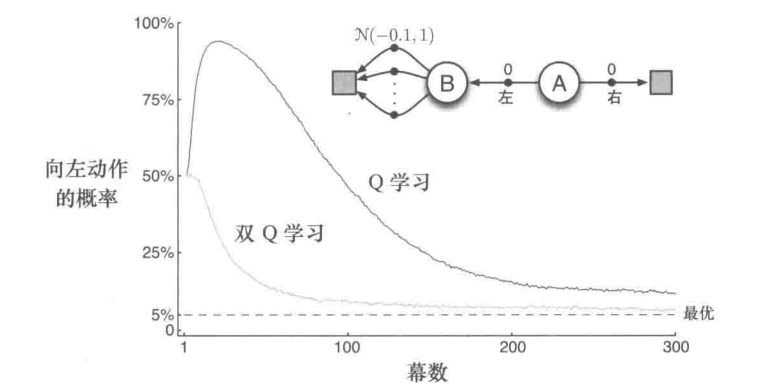 100%
75%
50%
25%
5%
0
向左动作
的概率
N(−0.1, 1)
B
0
左
A
0
右
Q 学习
双 Q 学习
最优
1
100
200
300
幕数